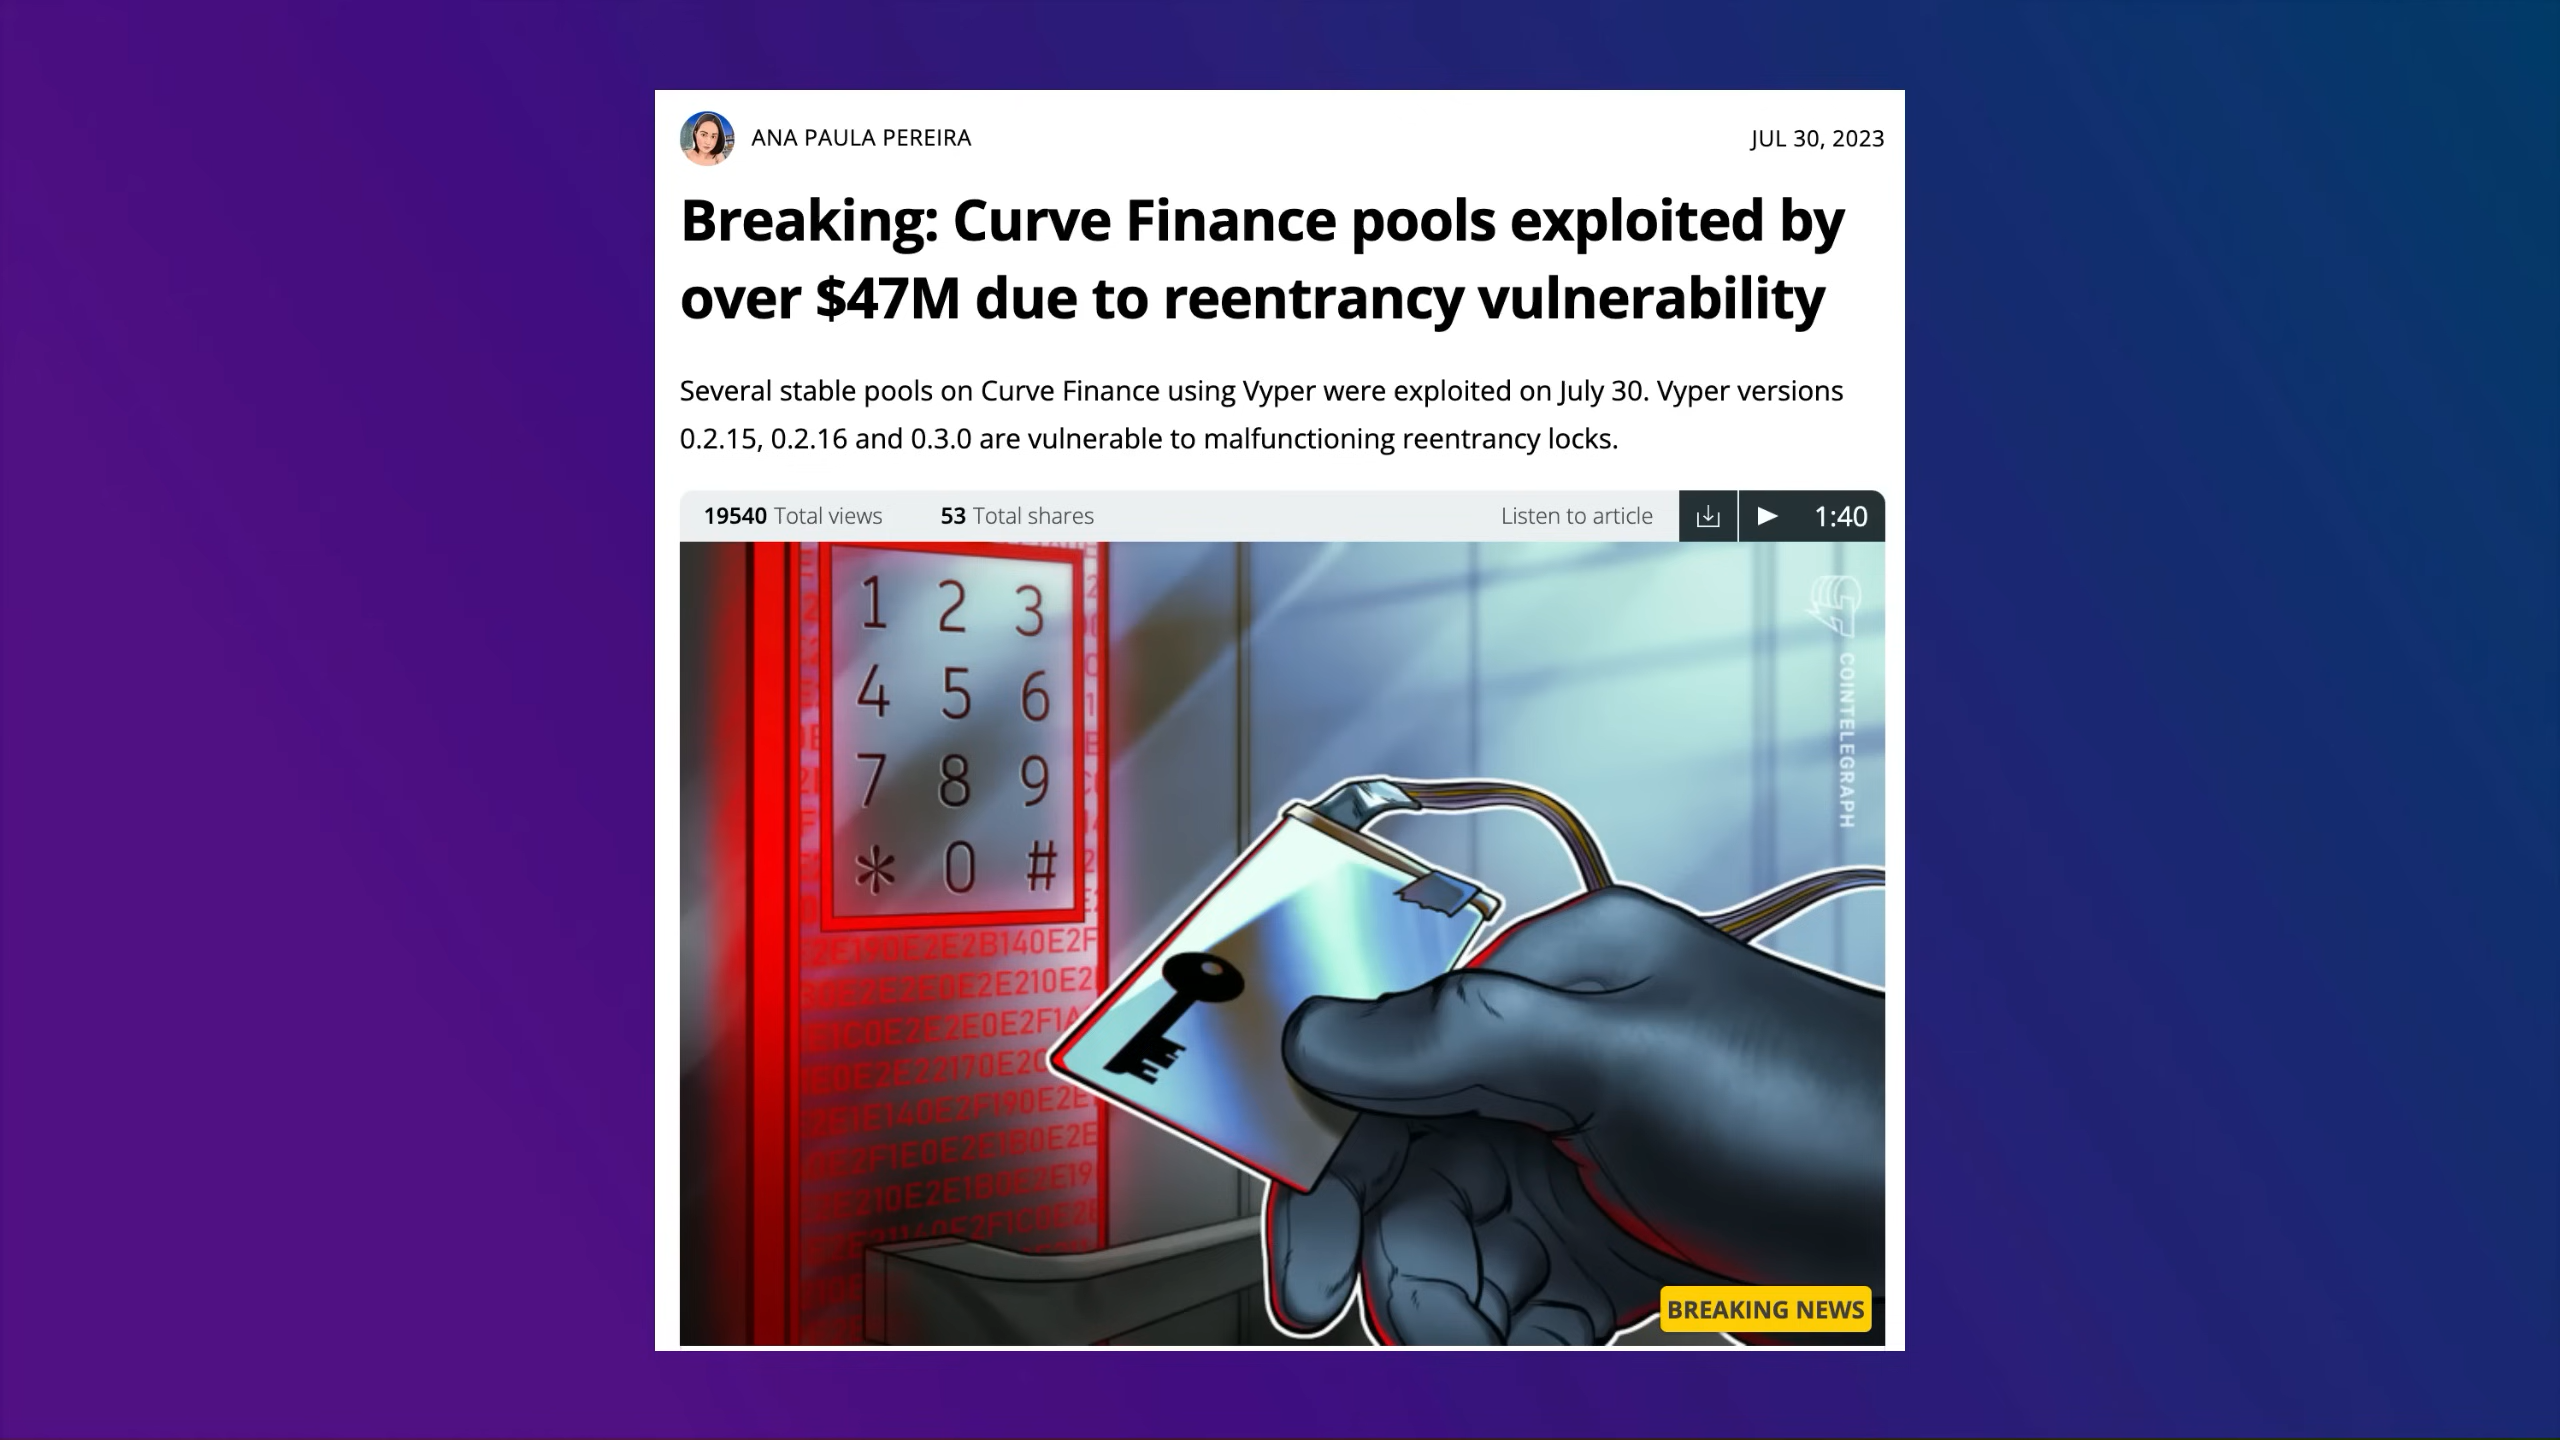 ANA PAULA PEREIRA
JUL 30, 2023
Breaking: Curve Finance pools exploited by
over $47M due to reentrancy vulnerability
Several stable pools on Curve Finance using Vyper were exploited on July 30. Vyper versions
0.2.15, 0.2.16 and 0.3.0 are vulnerable to malfunctioning reentrancy locks.
19540 Total views 53 Total shares Listen to article 1:40
1 2 3
4 5 6
7 8 9
* 0 #
COINTELEGRAPH
BREAKING NEWS